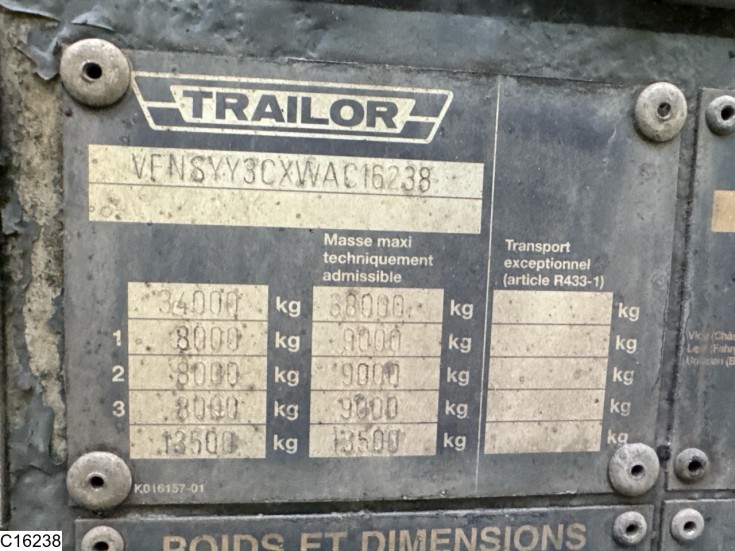 TRAILOR
VFNSYY3CXWAC16238
Masse maxi
techniquement
admissible
Transport
exceptionnel
(article R433-1)
34000 kg 38000 kg kg
1 8000 kg 9000 kg kg
2 8000 kg 9000 kg kg
3 8000 kg 9000 kg kg
13500 kg 13500 kg kg
K016157-01
POIDS ET DIMENSIONS
C16238